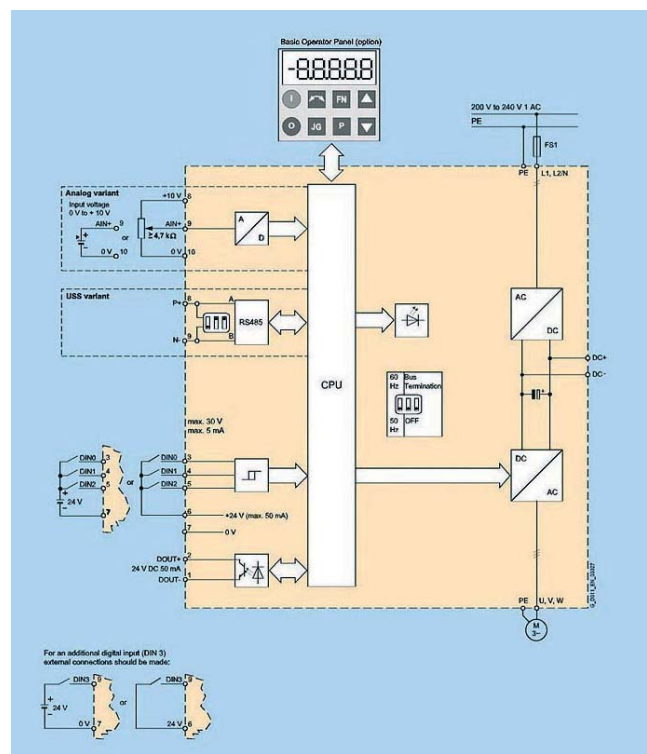 Basic Operator Panel (option)
-8.8.8.8.8
I
FN
O
JG
P
200 V to 240 V 1 AC
PE
FS1
PE
L1, L2/N
Analog variant
Input voltage
0 V to + 10 V
+10 V
8
AIN+
9
AIN+
9
or
≥4,7 kΩ
0 V
10
0 V
10
A
D
USS variant
P+
8
A
RS485
N-
9
B
CPU
AC
DC
DC+
DC-
60
Hz
Bus
Termination
50
Hz
OFF
max. 30 V
max. 5 mA
DIN0
3
DIN1
4
DIN2
5
24 V
7
or
DIN0
3
DIN1
4
DIN2
5
6
+24 V (max. 50 mA)
7
0 V
DC
AC
DOUT+
2
24 V DC 50 mA
DOUT-
1
PE
U, V, W
M
3~
For an additional digital input (DIN 3)
external connections should be made:
DIN3
9
24 V
0 V
7
or
DIN3
9
24 V
6